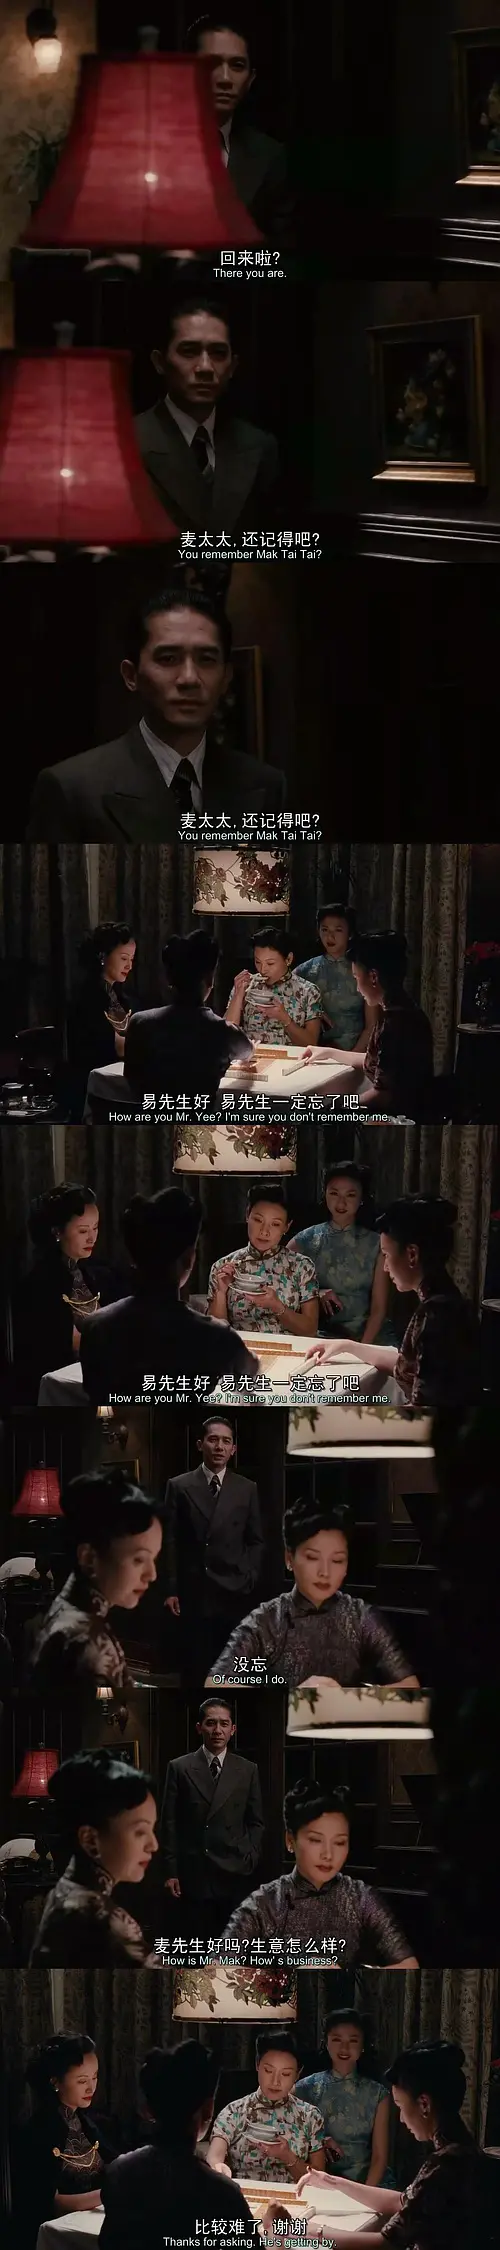 回来啦?
There you are.
麦太太,还记得吧?
You remember Mak Tai Tai?
麦太太,还记得吧?
You remember Mak Tai Tai?
易先生好 易先生一定忘了吧
How are you Mr. Yee? I'm sure you don't remember me.
易先生好 易先生一定忘了吧
How are you Mr. Yee? I'm sure you don't remember me.
没忘
Of course I do.
麦先生好吗?生意怎么样?
How is Mr. Mak? How's business?
比较难了,谢谢
Thanks for asking. He's getting by.